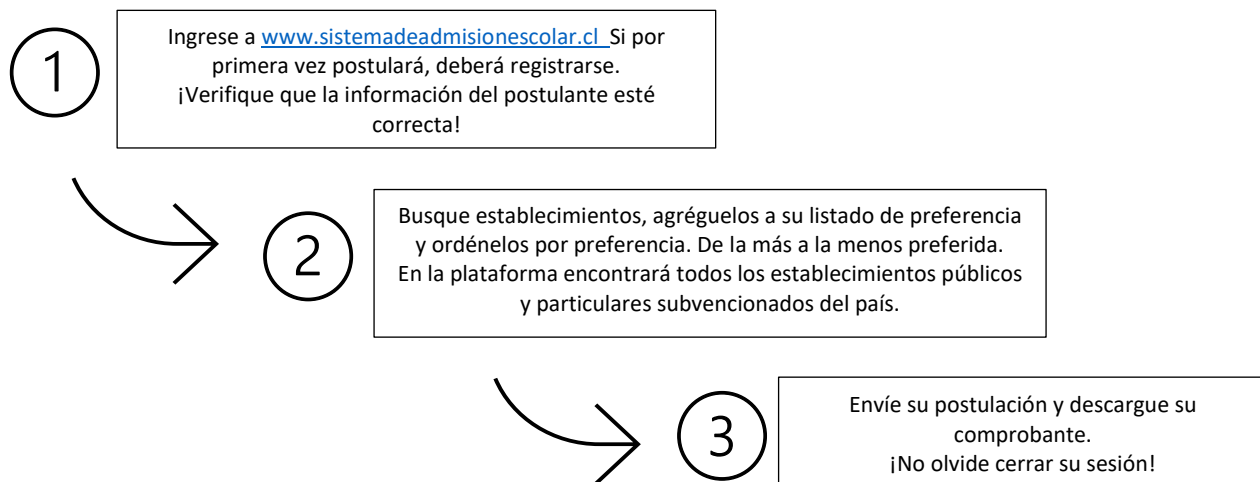 1
Ingrese a www.sistemadeadmisionescolar.cl Si por
primera vez postulará, deberá registrarse.
¡Verifique que la información del postulante esté
correcta!
2
Busque establecimientos, agréguelos a su listado de preferencia
y ordénelos por preferencia. De la más a la menos preferida.
En la plataforma encontrará todos los establecimientos públicos
y particulares subvencionados del país.
3
Envíe su postulación y descargue su
comprobante.
¡No olvide cerrar su sesión!